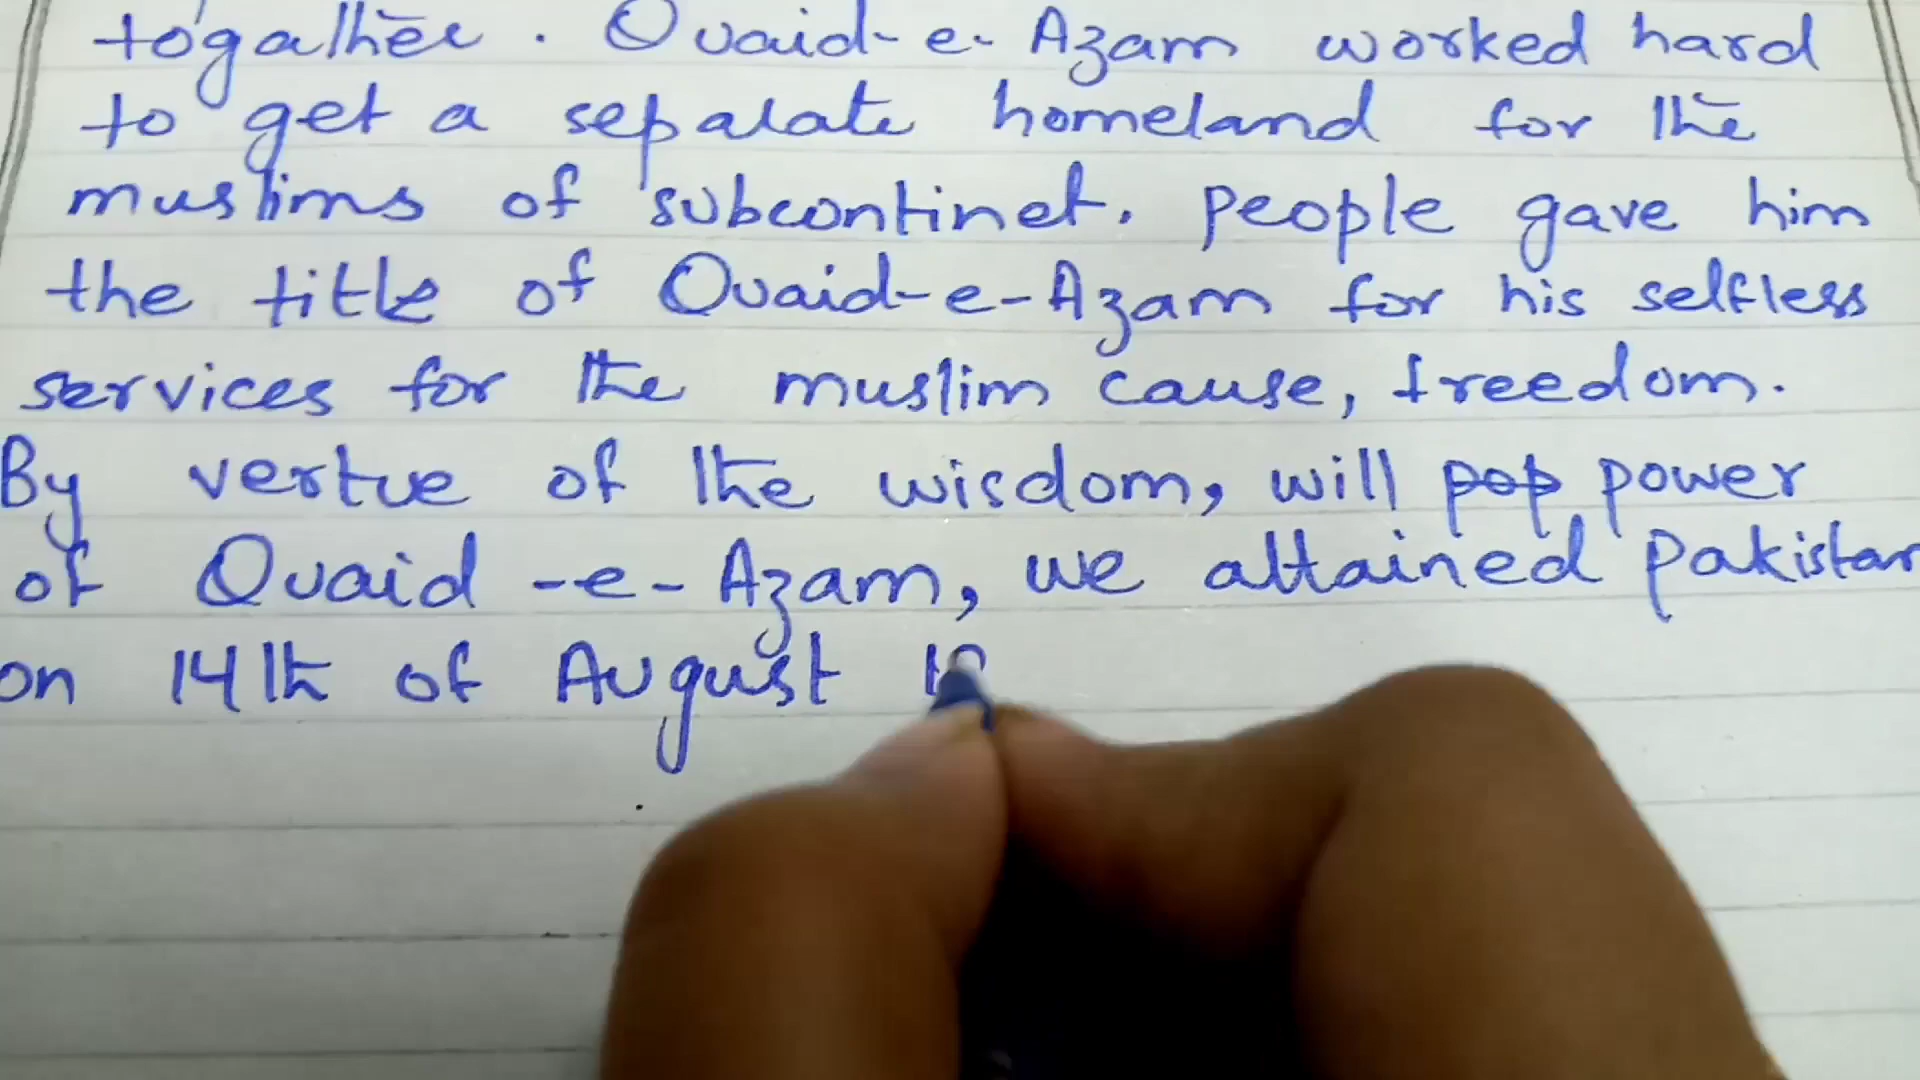 togather. Quaid-e-Azam worked hard
to get a separate homeland for the
muslims of subcontinet. people gave him
the title of Quaid-e-Azam for his selfless
services for the muslim cause, freedom.
By vertue of the wisdom, will pop power
of Quaid-e-Azam, we attained pakistan
on 14th of August